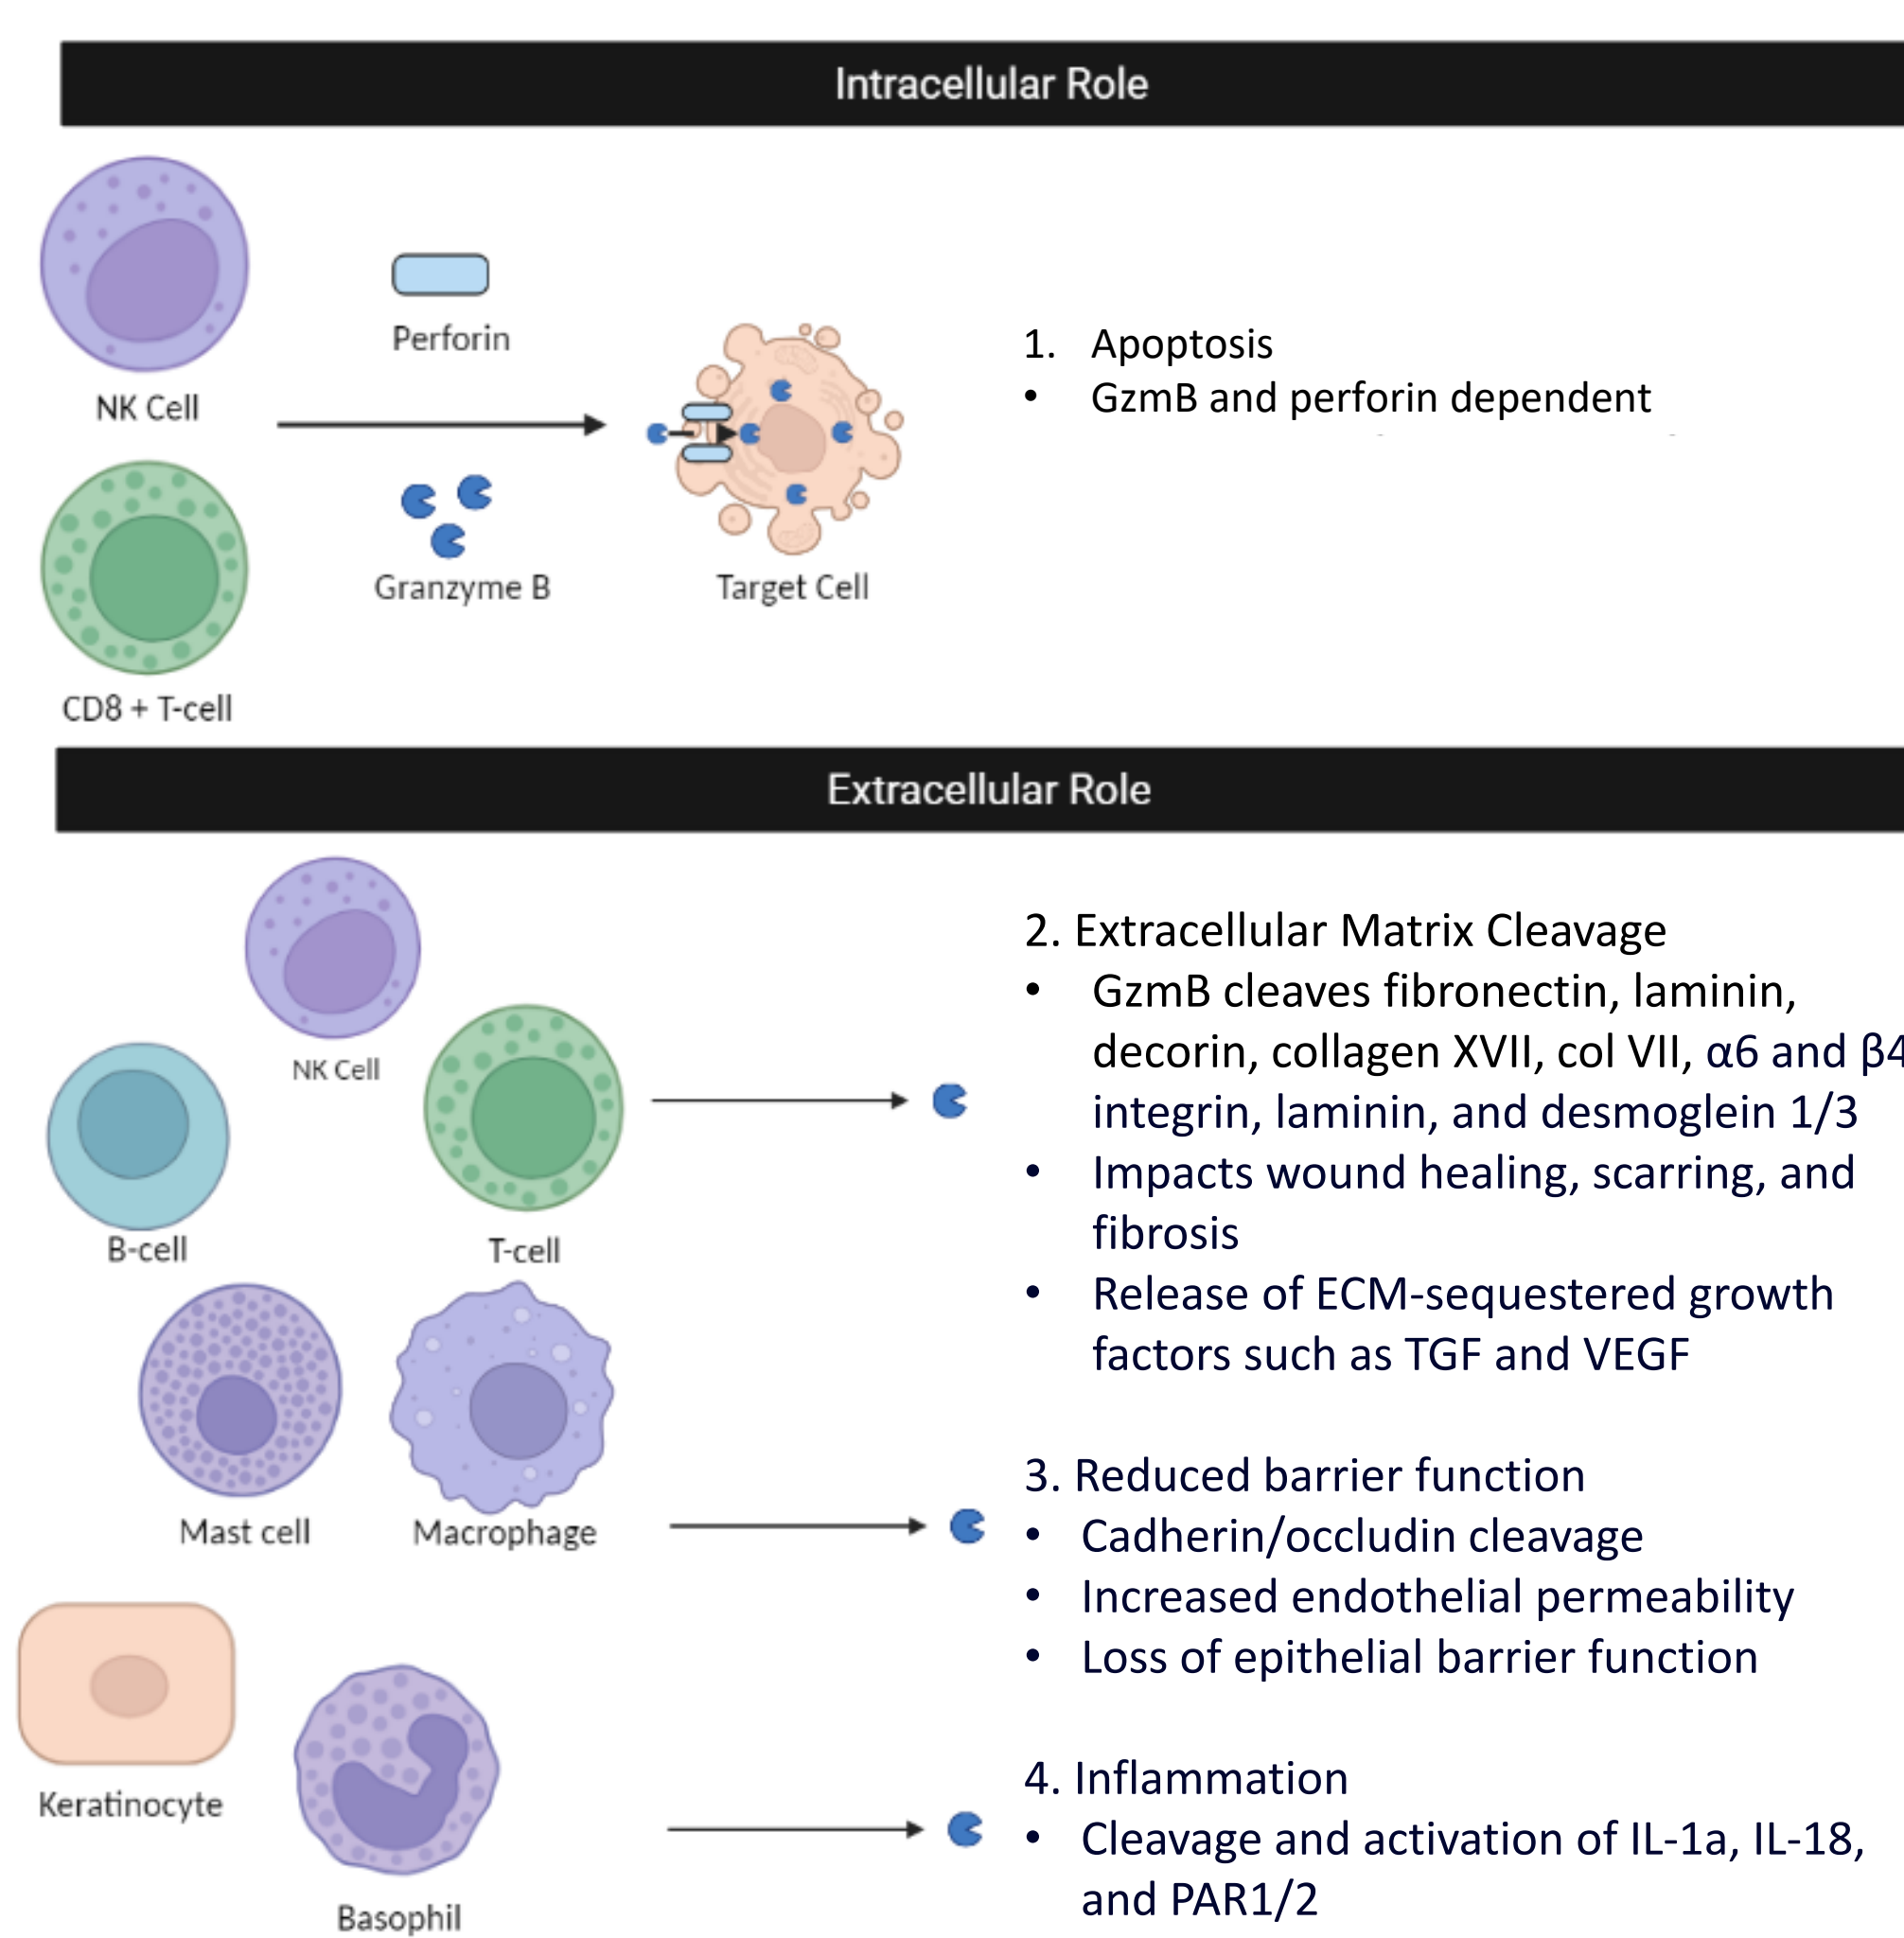 Intracellular Role
NK Cell
Perforin
Granzyme B
CD8 + T-cell
Target Cell
1. Apoptosis
• GzmB and perforin dependent
Extracellular Role
NK Cell
B-cell
T-cell
Mast cell
Macrophage
Keratinocyte
Basophil
2. Extracellular Matrix Cleavage
• GzmB cleaves fibronectin, laminin,
decorin, collagen XVII, col VII, α6 and β4
integrin, laminin, and desmoglein 1/3
• Impacts wound healing, scarring, and
fibrosis
• Release of ECM-sequestered growth
factors such as TGF and VEGF
3. Reduced barrier function
• Cadherin/occludin cleavage
• Increased endothelial permeability
• Loss of epithelial barrier function
4. Inflammation
• Cleavage and activation of IL-1a, IL-18,
and PAR1/2